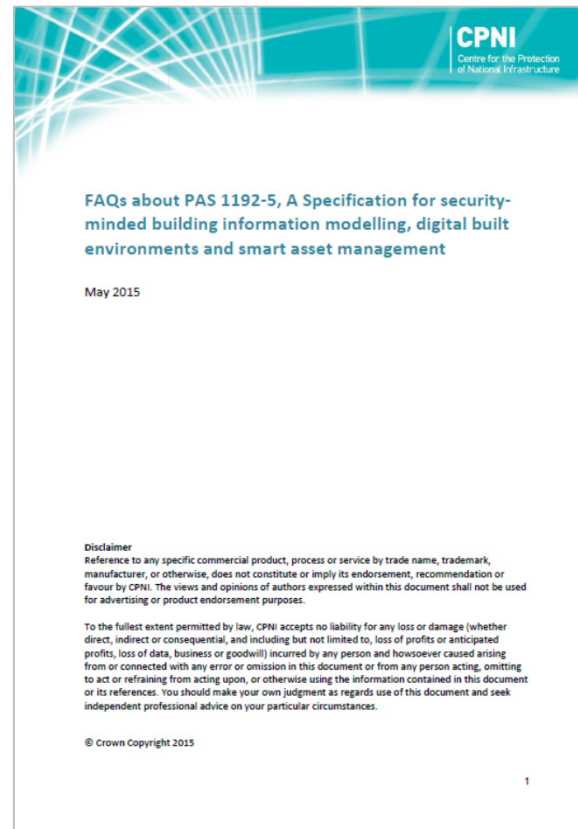 CPNI
Centre for the Protection
of National Infrastructure
FAQs about PAS 1192-5, A Specification for security-
minded building information modelling, digital built
environments and smart asset management
May 2015
Disclaimer
Reference to any specific commercial product, process or service by trade name, trademark,
manufacturer, or otherwise, does not constitute or imply its endorsement, recommendation or
favour by CPNI. The views and opinions of authors expressed within this document shall not be used
for advertising or product endorsement purposes.
To the fullest extent permitted by law, CPNI accepts no liability for any loss or damage (whether
direct, indirect or consequential, and including but not limited to, loss of profits or anticipated
profits, loss of data, business or goodwill) incurred by any person and howsoever caused arising
from or connected with any error or omission in this document or from any person acting, omitting
to act or refraining from acting upon, or otherwise using the information contained in this document
or its references. You should make your own judgment as regards use of this document and seek
independent professional advice on your particular circumstances.
© Crown Copyright 2015
1